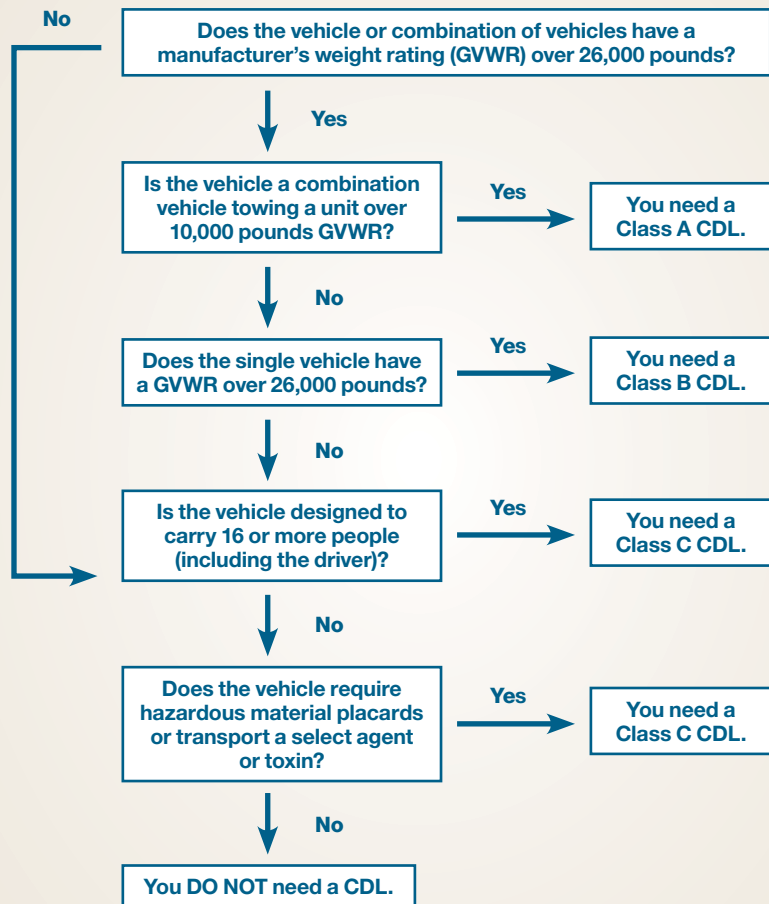 No
Does the vehicle or combination of vehicles have a
manufacturer’s weight rating (GVWR) over 26,000 pounds?
Yes
Is the vehicle a combination
vehicle towing a unit over
10,000 pounds GVWR?
Yes
You need a
Class A CDL.
No
Does the single vehicle have
a GVWR over 26,000 pounds?
Yes
You need a
Class B CDL.
No
Is the vehicle designed to
carry 16 or more people
(including the driver)?
Yes
You need a
Class C CDL.
No
Does the vehicle require
hazardous material placards
or transport a select agent
or toxin?
Yes
You need a
Class C CDL.
No
You DO NOT need a CDL.